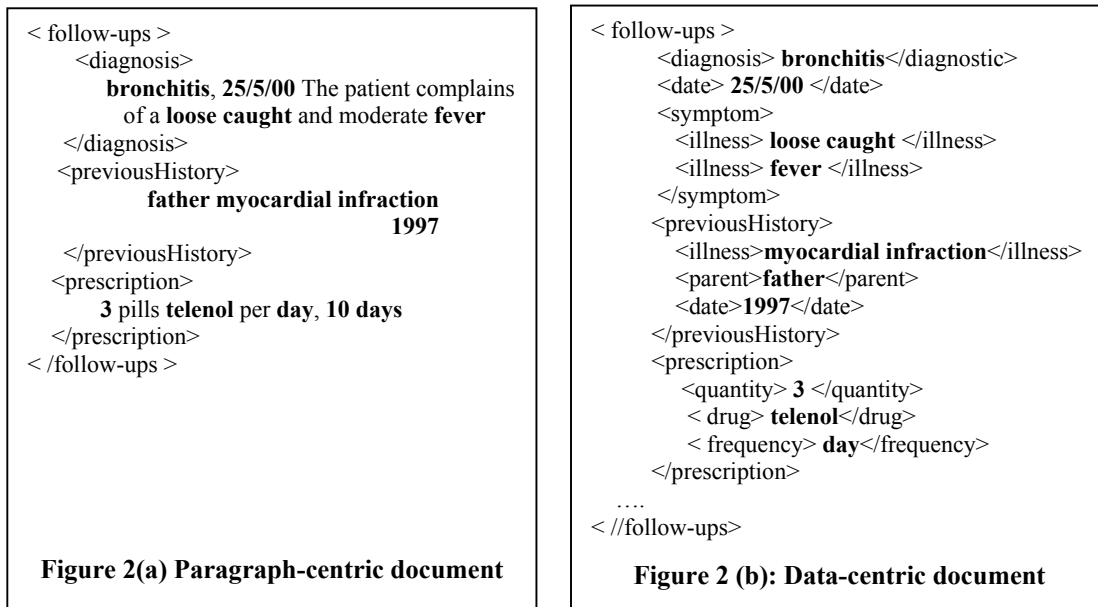 < follow-ups >
<diagnosis>
bronchitis, 25/5/00 The patient complains
of a loose caught and moderate fever
</diagnosis>
<previousHistory>
father myocardial infraction
1997
</previousHistory>
<prescription>
3 pills telenol per day, 10 days
</prescription>
< /follow-ups >
Figure 2(a) Paragraph-centric document
< follow-ups >
<diagnosis> bronchitis</diagnostic>
<date> 25/5/00 </date>
<symptom>
<illness> loose caught </illness>
<illness> fever </illness>
</symptom>
<previousHistory>
<illness>myocardial infraction</illness>
<parent>father</parent>
<date>1997</date>
</previousHistory>
<prescription>
<quantity> 3 </quantity>
< drug> telenol</drug>
< frequency> day</frequency>
</prescription>
….
< //follow-ups>
Figure 2 (b): Data-centric document